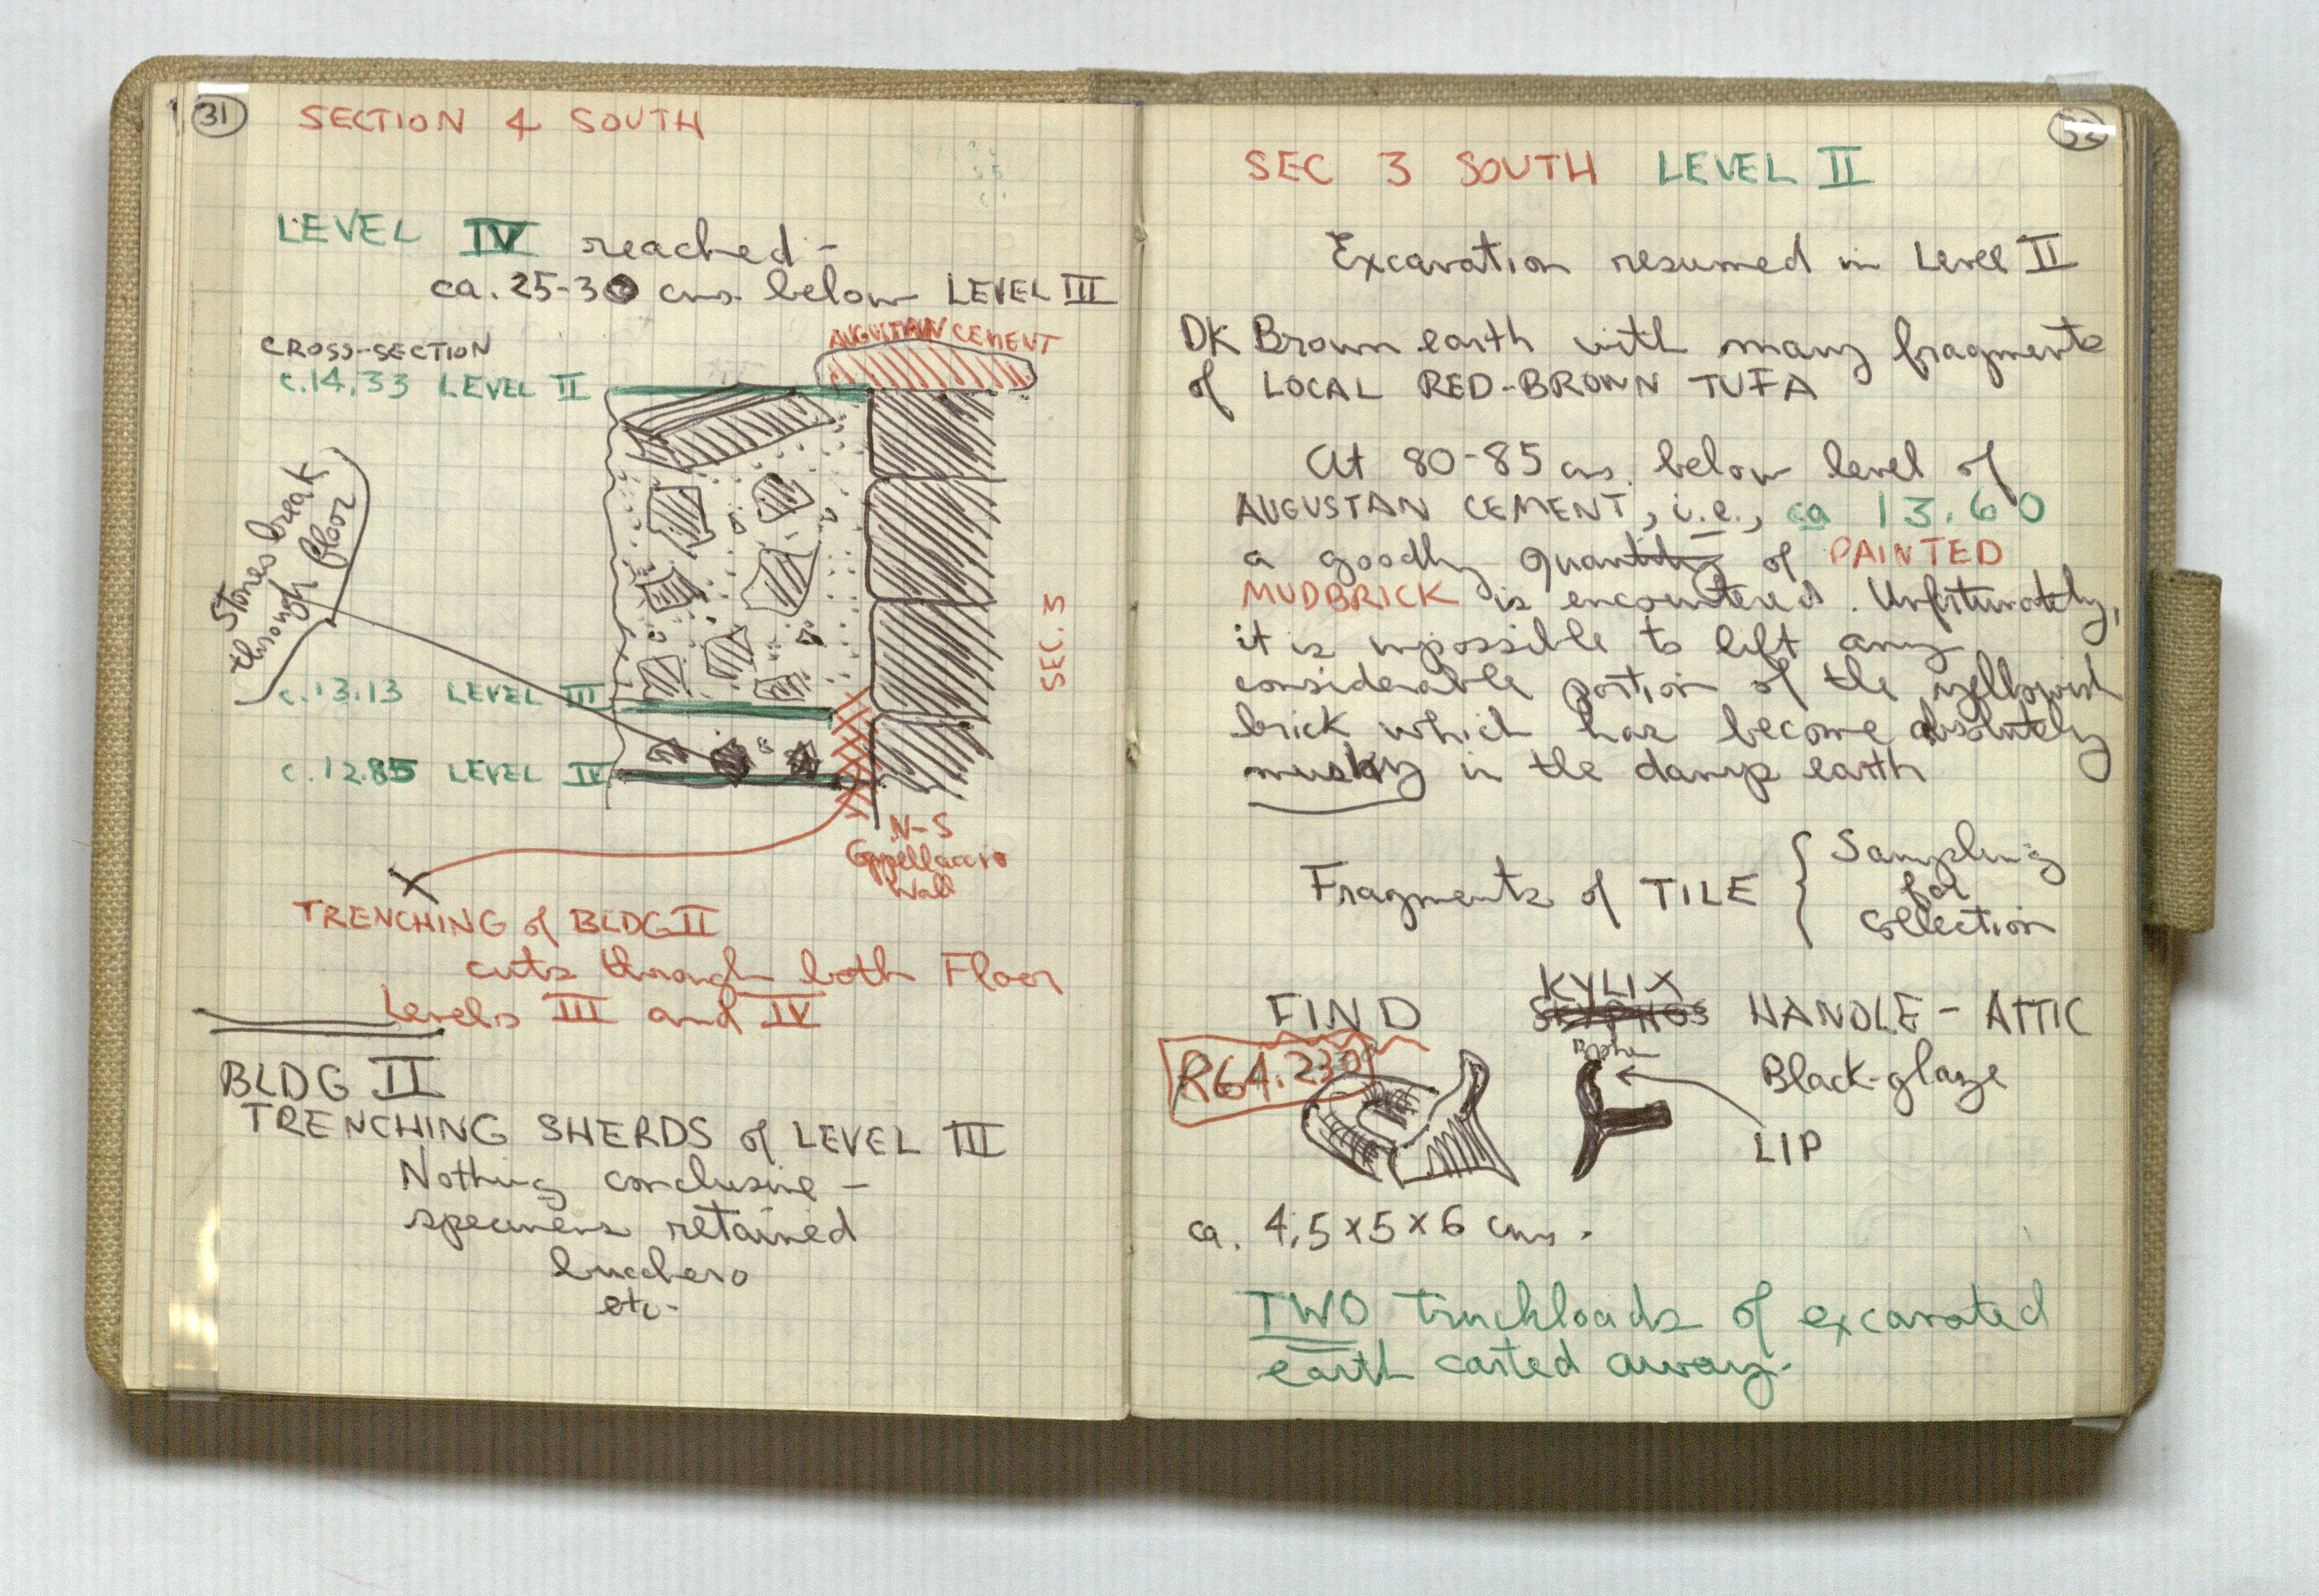 31
SECTION 4 SOUTH
LEVEL IV reached -
ca. 25-30 cms. below LEVEL III
CROSS-SECTION
AUGUSTAN CEMENT
c.14.33 LEVEL II
Stones break
through floor
SEC. 3
c.13.13 LEVEL III
c.12.85 LEVEL IV
N-S
Cappellaccio
Wall
TRENCHING of BLDG II
cuts through both Floor
Levels III and IV
BLDG II
TRENCHING SHERDS of LEVEL III
Nothing conclusive -
specimens retained
bucchero
etc-
32
SEC 3 SOUTH LEVEL II
Excavation resumed in Level II
DK Brown earth with many fragments
of LOCAL RED-BROWN TUFA
At 80-85 cms. below level of
AUGUSTAN CEMENT, i.e., ca 13.60
a goodly quantity of PAINTED
MUDBRICK is encountered. Unfortunately,
it is impossible to lift any
considerable portion of the yellowish
brick which has become absolutely
mushy in the damp earth
Fragments of TILE { Sampling
for
collection
KYLIX
FIND SKYPHOS HANDLE - ATTIC
R64.230
Black-glaze
LIP
ca. 4.5 x 5 x 6 cms.
TWO truckloads of excavated
earth carted away.